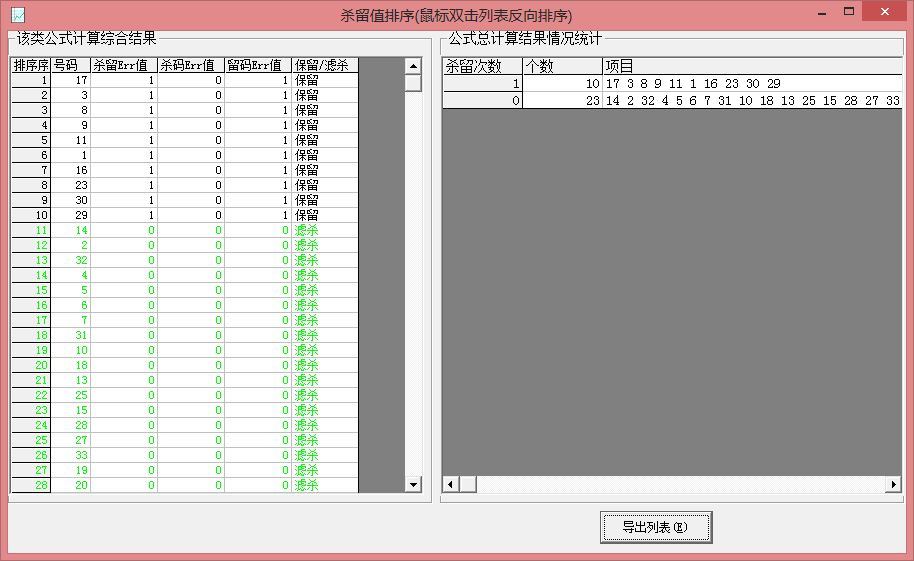 杀留值排序(鼠标双击列表反向排序)
该类公式计算综合结果
排序序 号码 杀留Err值 杀码Err值 留码Err值 保留/滤杀
1 17 1 0 1 保留
2 3 1 0 1 保留
3 8 1 0 1 保留
4 9 1 0 1 保留
5 11 1 0 1 保留
6 1 1 0 1 保留
7 16 1 0 1 保留
8 23 1 0 1 保留
9 30 1 0 1 保留
10 29 1 0 1 保留
11 14 0 0 0 滤杀
12 2 0 0 0 滤杀
13 32 0 0 0 滤杀
14 4 0 0 0 滤杀
15 5 0 0 0 滤杀
16 6 0 0 0 滤杀
17 7 0 0 0 滤杀
18 31 0 0 0 滤杀
19 10 0 0 0 滤杀
20 18 0 0 0 滤杀
21 13 0 0 0 滤杀
22 25 0 0 0 滤杀
23 15 0 0 0 滤杀
24 28 0 0 0 滤杀
25 27 0 0 0 滤杀
26 33 0 0 0 滤杀
27 19 0 0 0 滤杀
28 20 0 0 0 滤杀
公式总计算结果情况统计
杀留次数 个数 项目
1 10 17 3 8 9 11 1 16 23 30 29
0 23 14 2 32 4 5 6 7 31 10 18 13 25 15 28 27 33
导出列表(E)